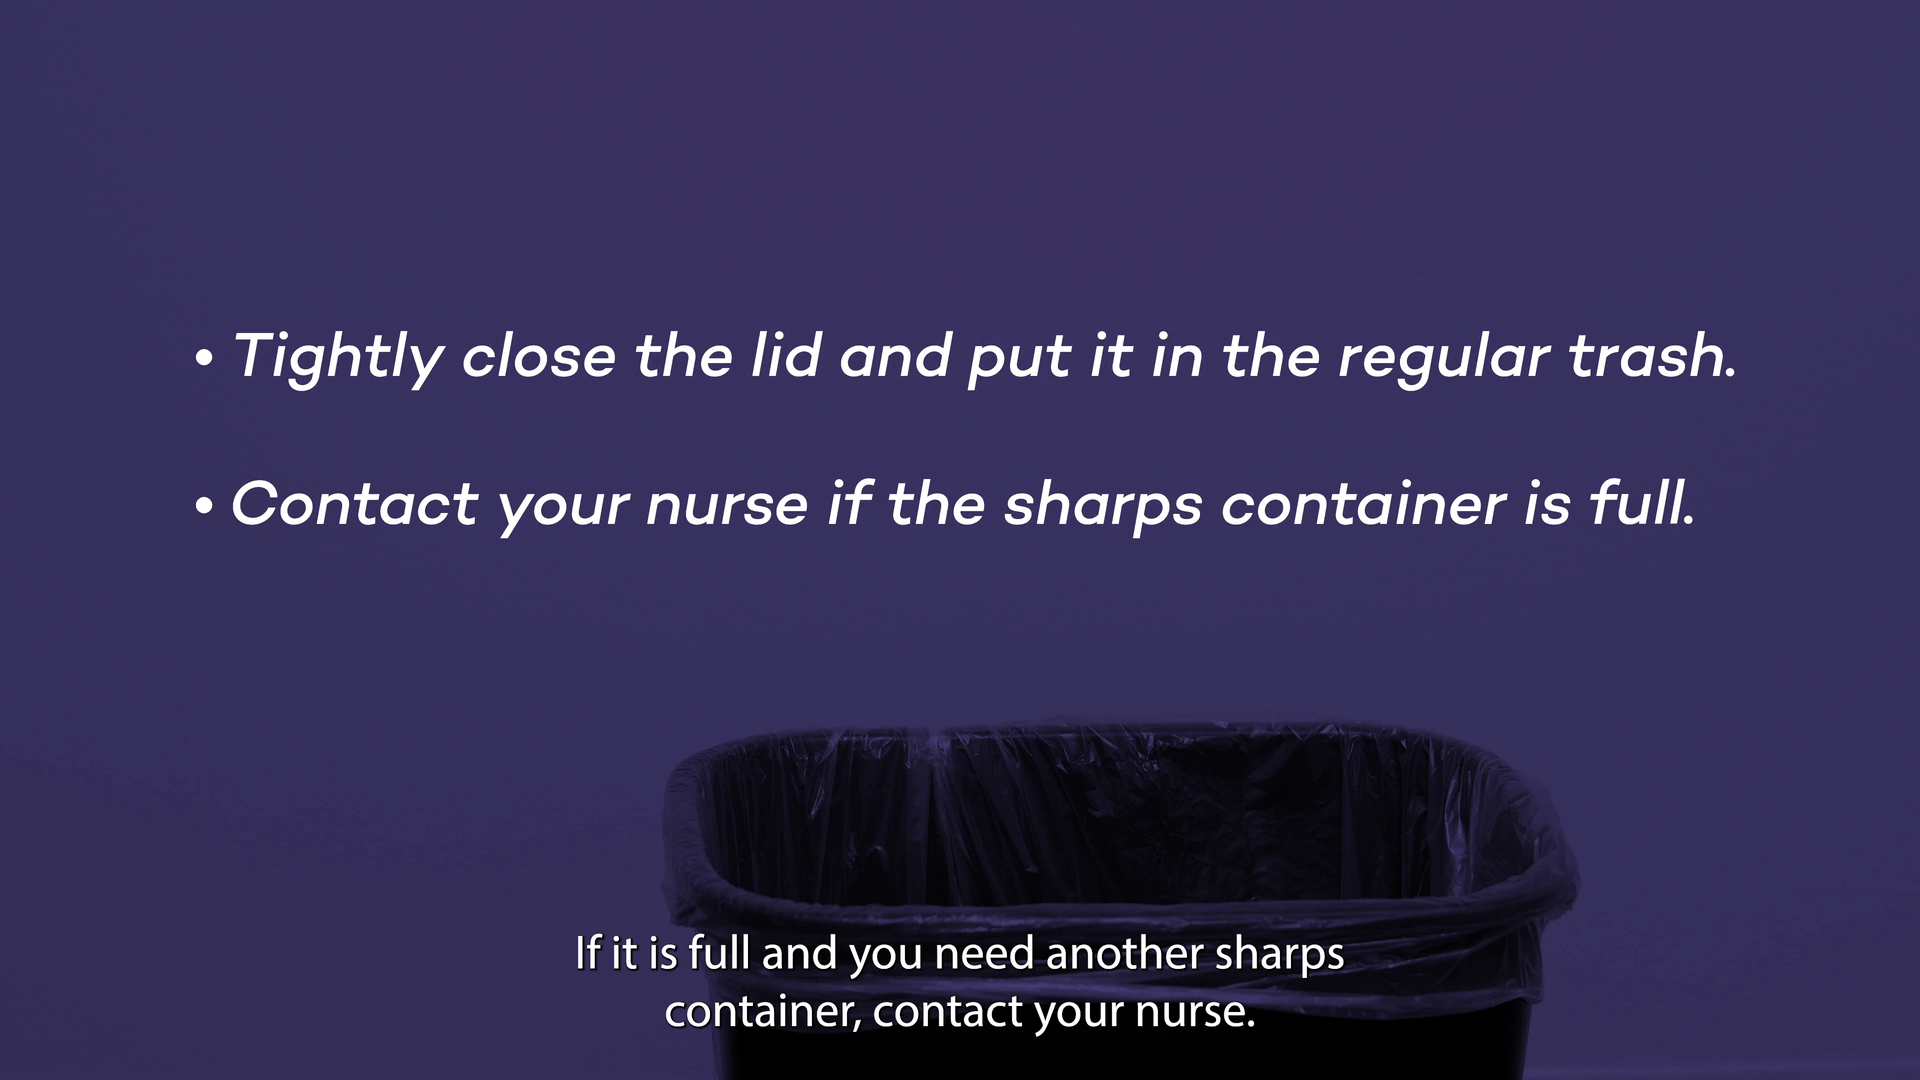 • Tightly close the lid and put it in the regular trash.
• Contact your nurse if the sharps container is full.
If it is full and you need another sharps
container, contact your nurse.